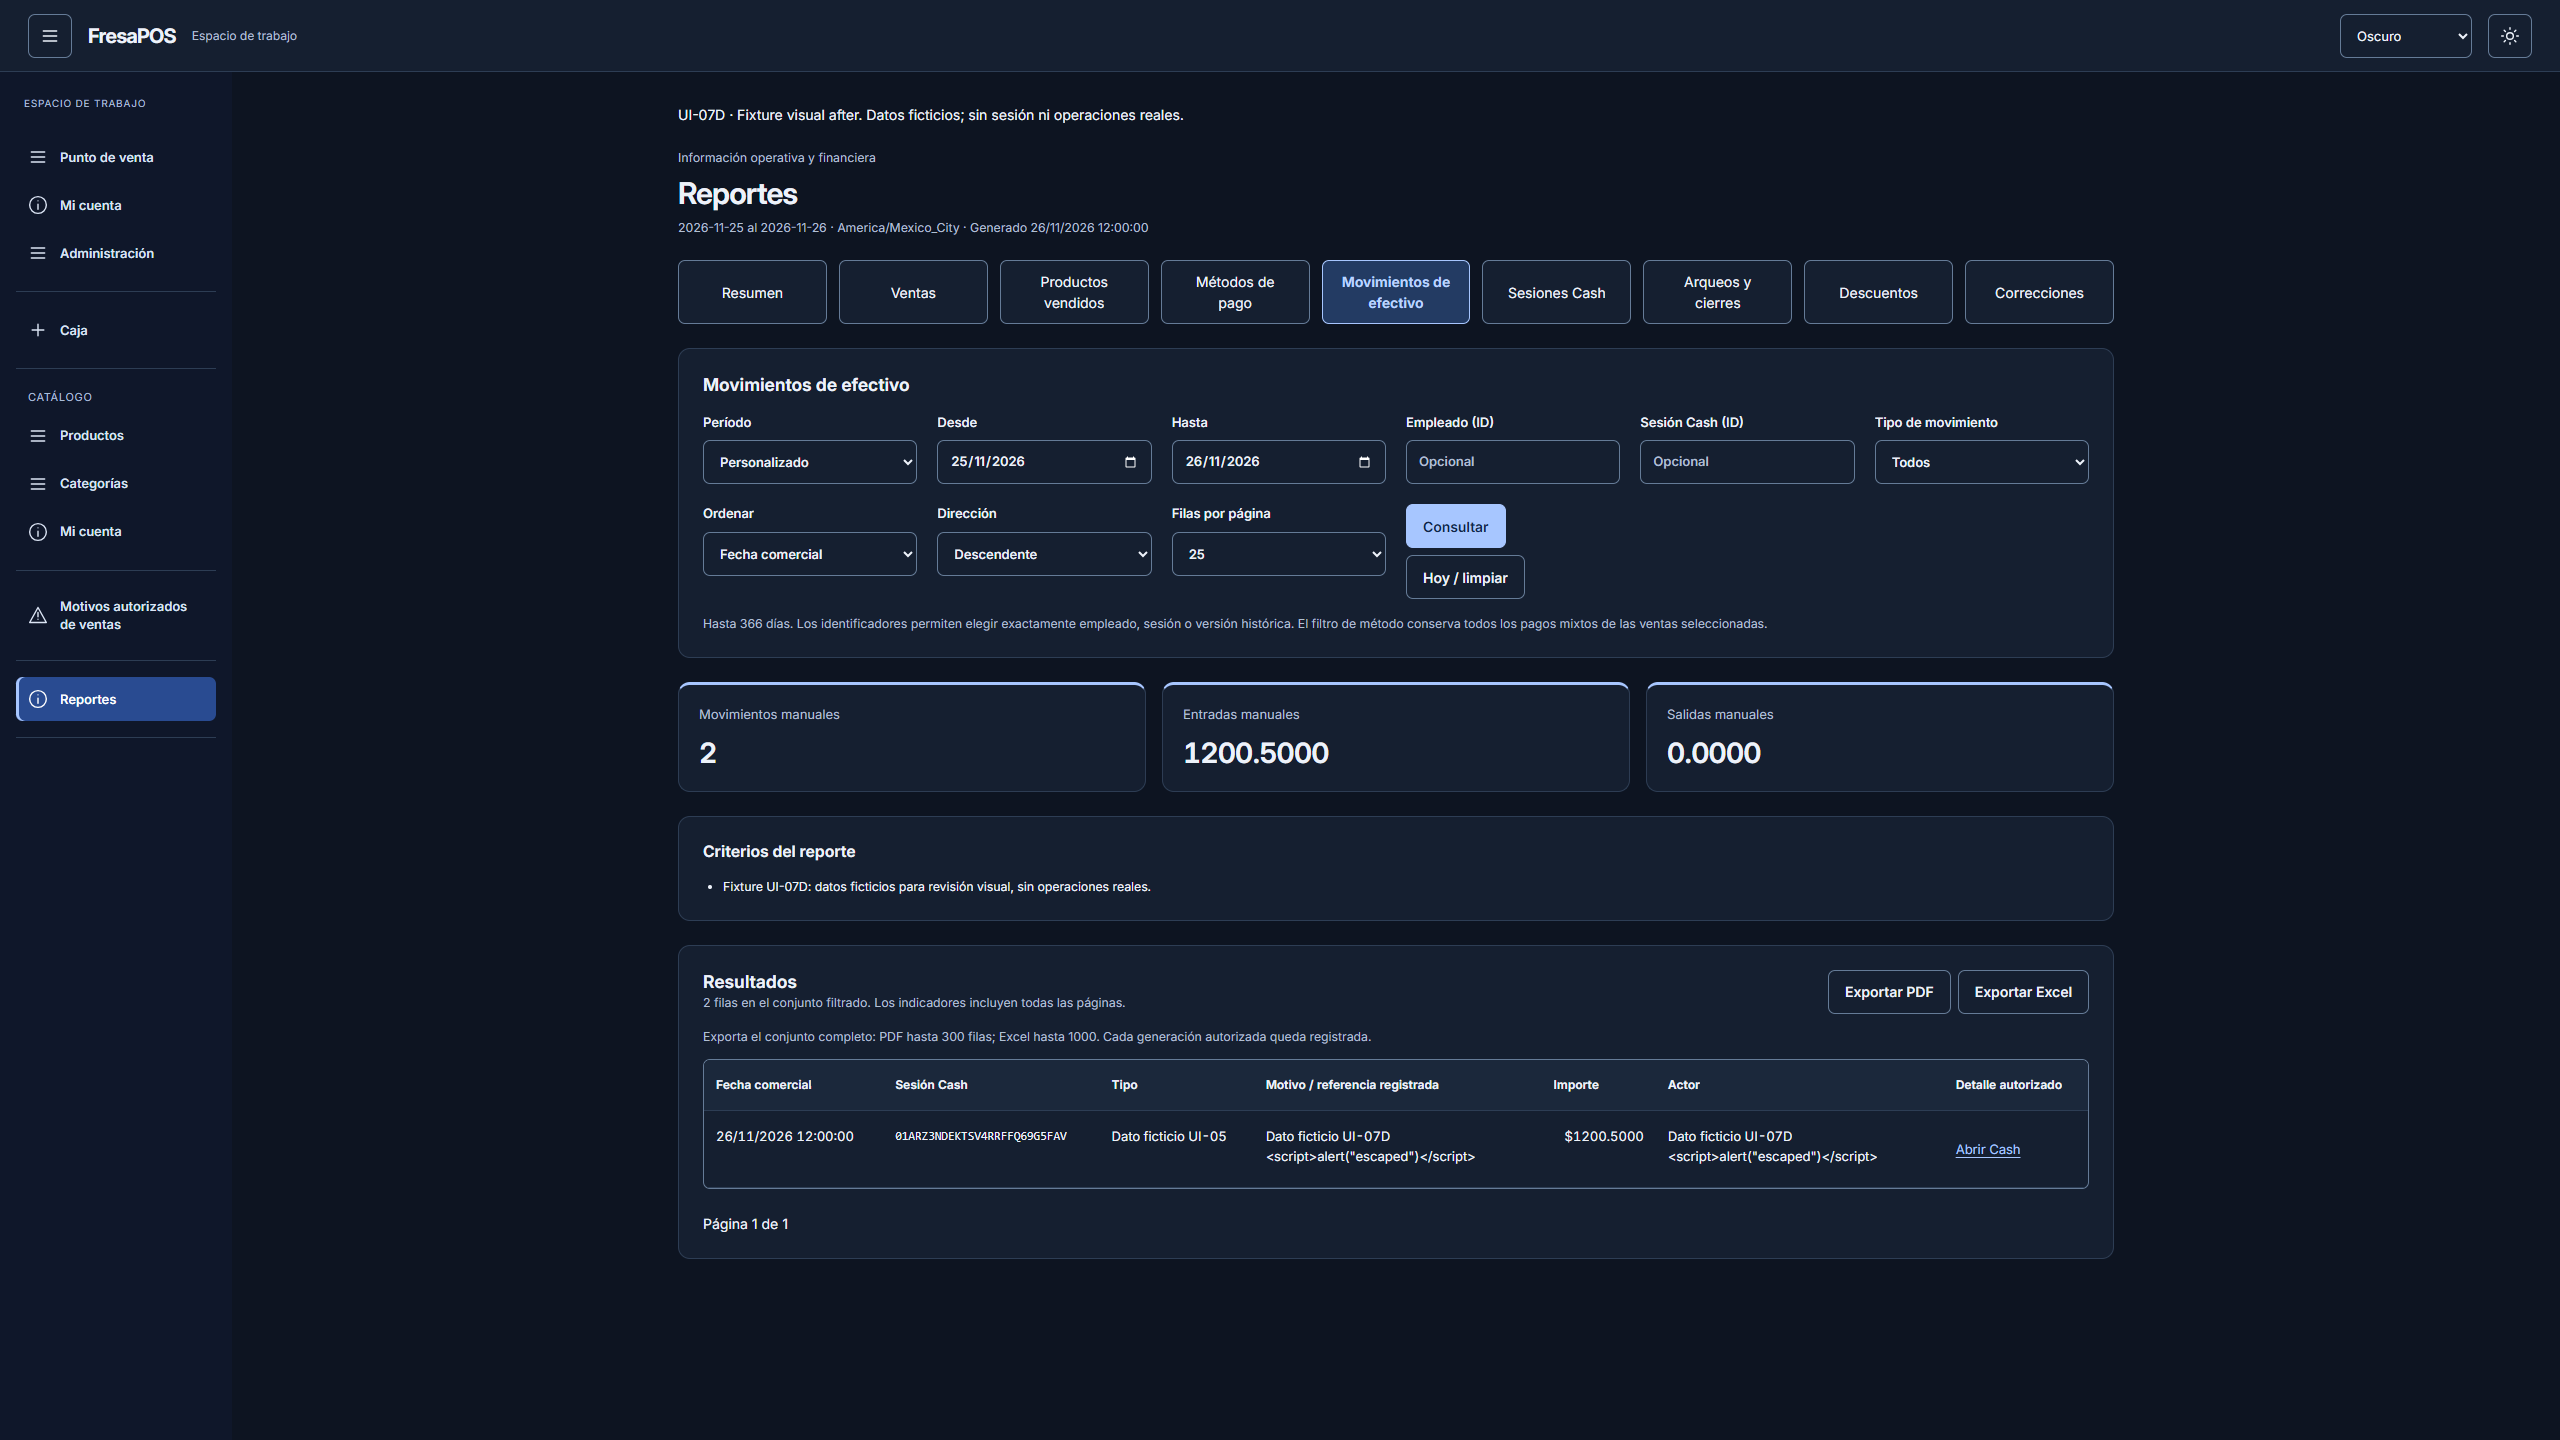 FresaPOS
Espacio de trabajo
Oscuro
ESPACIO DE TRABAJO
Punto de venta
Mi cuenta
Administración
Caja
CATÁLOGO
Productos
Categorías
Mi cuenta
Motivos autorizados
de ventas
Reportes
UI-07D · Fixture visual after. Datos ficticios; sin sesión ni operaciones reales.
Información operativa y financiera
Reportes
2026-11-25 al 2026-11-26 · America/Mexico_City · Generado 26/11/2026 12:00:00
Resumen
Ventas
Productos
vendidos
Métodos de
pago
Movimientos de
efectivo
Sesiones Cash
Arqueos y
cierres
Descuentos
Correcciones
Movimientos de efectivo
Período
Desde
Hasta
Empleado (ID)
Sesión Cash (ID)
Tipo de movimiento
Personalizado
25/11/2026
26/11/2026
Opcional
Opcional
Todos
Ordenar
Dirección
Filas por página
Fecha comercial
Descendente
25
Consultar
Hoy / limpiar
Hasta 366 días. Los identificadores permiten elegir exactamente empleado, sesión o versión histórica. El filtro de método conserva todos los pagos mixtos de las ventas seleccionadas.
Movimientos manuales
2
Entradas manuales
1200.5000
Salidas manuales
0.0000
Criterios del reporte
• Fixture UI-07D: datos ficticios para revisión visual, sin operaciones reales.
Resultados
2 filas en el conjunto filtrado. Los indicadores incluyen todas las páginas.
Exportar PDF
Exportar Excel
Exporta el conjunto completo: PDF hasta 300 filas; Excel hasta 1000. Cada generación autorizada queda registrada.
Fecha comercial Sesión Cash Tipo Motivo / referencia registrada Importe Actor Detalle autorizado
26/11/2026 12:00:00 01ARZ3NDEKTSV4RRFFQ69G5FAV Dato ficticio UI-05 Dato ficticio UI-07D $1200.5000 Dato ficticio UI-07D Abrir Cash
<script>alert("escaped")</script> <script>alert("escaped")</script>
Página 1 de 1